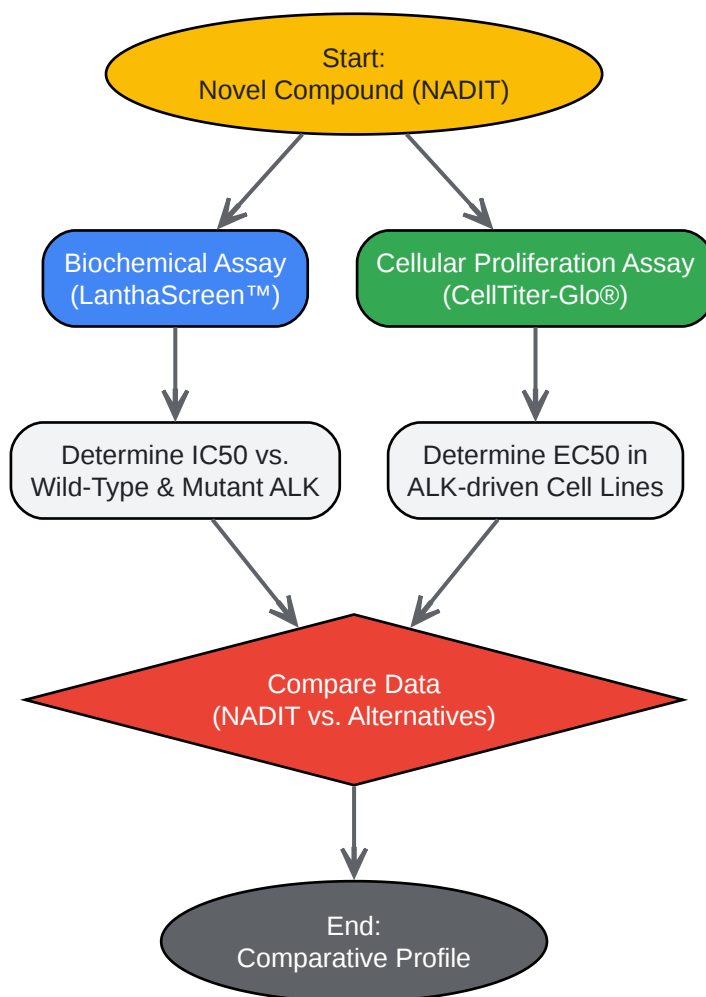 Start:
Novel Compound (NADIT)
Biochemical Assay
(LanthaScreen™)
Cellular Proliferation Assay
(CellTiter-Glo®)
Determine IC50 vs.
Wild-Type & Mutant ALK
Determine EC50 in
ALK-driven Cell Lines
Compare Data
(NADIT vs. Alternatives)
End:
Comparative Profile